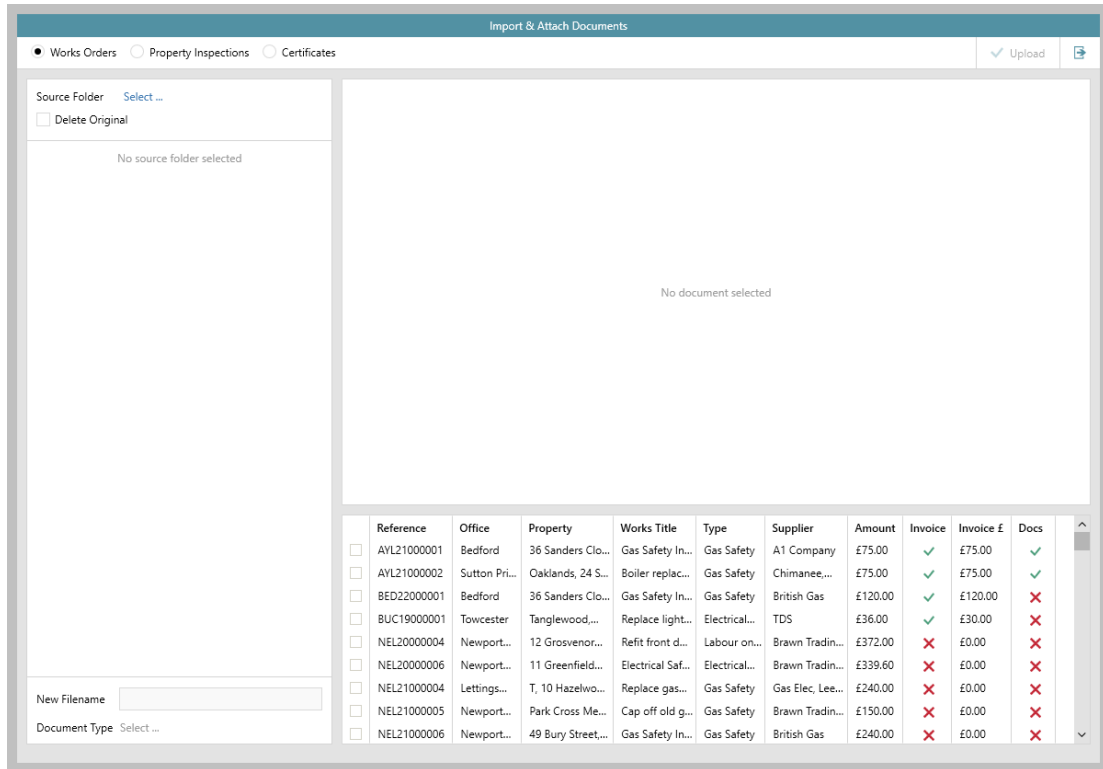 Import & Attach Documents
Works Orders Property Inspections Certificates Upload
Source Folder Select ...
Delete Original
No source folder selected
No document selected
Reference Office Property Works Title Type Supplier Amount Invoice Invoice £ Docs
AYL21000001 Bedford 36 Sanders Clo... Gas Safety In... Gas Safety A1 Company £75.00 £75.00
AYL21000002 Sutton Pri... Oaklands, 24 S... Boiler replac... Gas Safety Chimanee,... £75.00 £75.00
BED22000001 Bedford 36 Sanders Clo... Gas Safety In... Gas Safety British Gas £120.00 £120.00
BUC19000001 Towcester Tanglewood,... Replace light... Electrical... TDS £36.00 £30.00
NEL20000004 Newport... 12 Grosvenor... Refit front d... Labour on... Brawn Tradin... £372.00 £0.00
NEL20000006 Newport... 11 Greenfield... Electrical Saf... Electrical... Brawn Tradin... £339.60 £0.00
NEL21000004 Lettings... T, 10 Hazelwo... Replace gas... Gas Safety Gas Elec, Lee... £240.00 £0.00
NEL21000005 Newport... Park Cross Me... Cap off old g... Gas Safety Brawn Tradin... £150.00 £0.00
NEL21000006 Newport... 49 Bury Street,... Gas Safety In... Gas Safety British Gas £240.00 £0.00
New Filename
Document Type Select ...